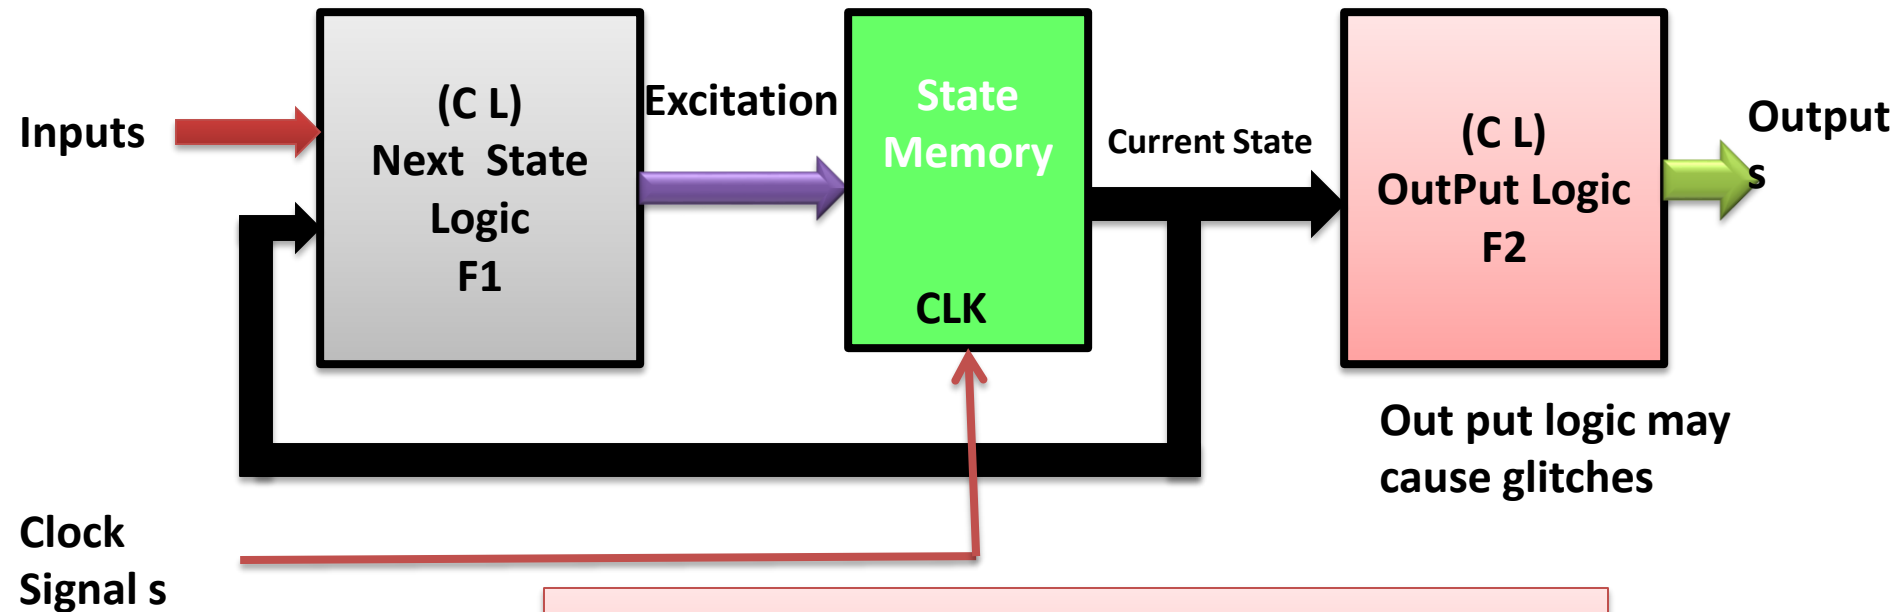 Inputs
(C L)
Next State
Logic
F1
Excitation
State
Memory
CLK
Current State
(C L)
OutPut Logic
F2
Output
s
Out put logic may
cause glitches
Clock
Signal s